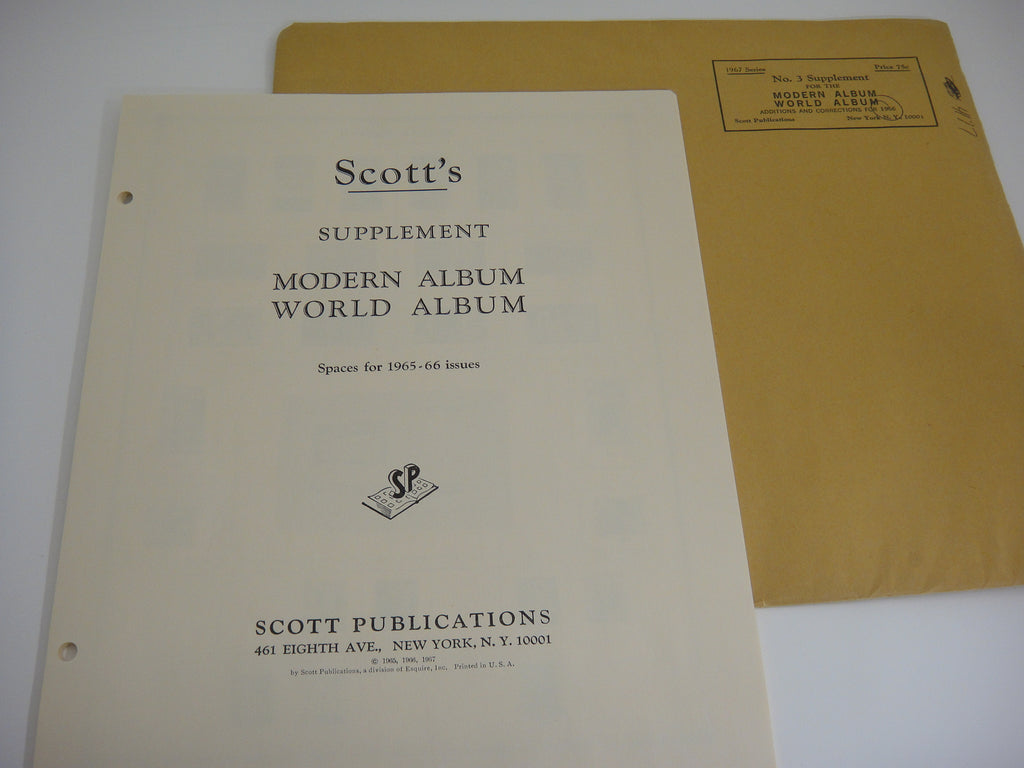 Scott's
SUPPLEMENT
MODERN ALBUM
WORLD ALBUM
Spaces for 1965-66 issues
SP
SCOTT PUBLICATIONS
461 EIGHTH AVE., NEW YORK, N. Y. 10001
© 1965, 1966, 1967
by Scott Publications, a division of Esquire, Inc. Printed in U. S. A.
1967 Series Price 75c
No. 3 Supplement
FOR THE
MODERN ALBUM
WORLD ALBUM
ADDITIONS AND CORRECTIONS FOR 1966
Scott Publications New York N. Y. 10001